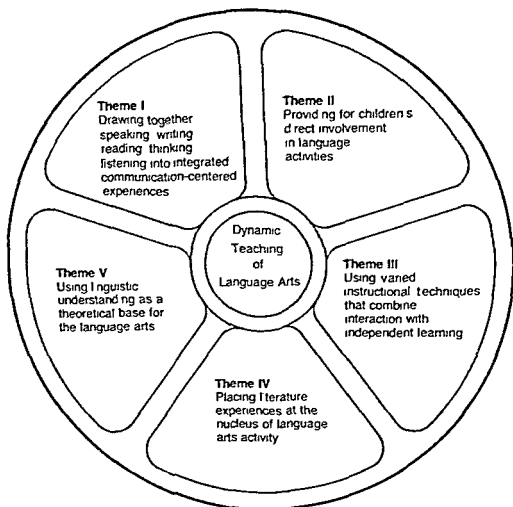 Theme I
Drawing together
speaking writing
reading thinking
listening into integrated
communication-centered
experiences
Theme II
Providing for children s
direct involvement
in language
activities
Dynamic
Teaching
of
Language Arts
Theme III
Using varied
instructional techniques
that combine
interaction with
independent learning
Theme IV
Placing literature
experiences at the
nucleus of language
arts activity
Theme V
Using linguistic
understanding as a
theoretical base for
the language arts